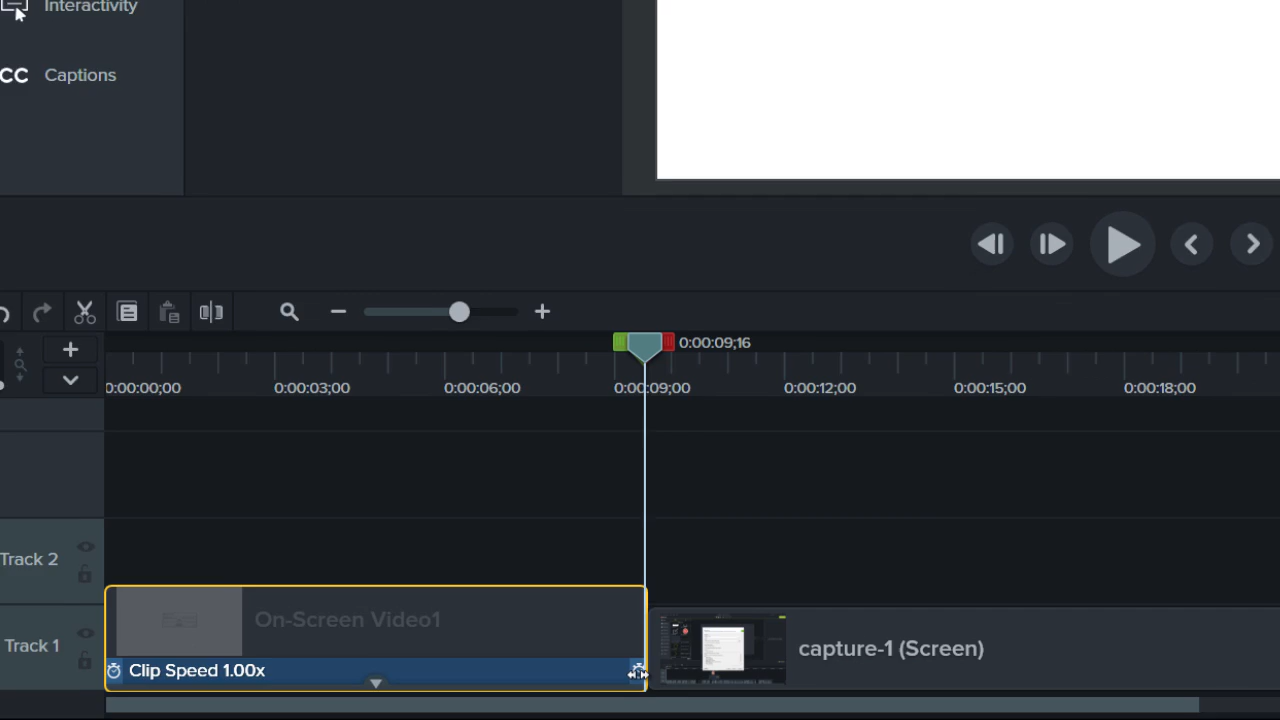 Interactivity
CC Captions
0:00:09;16
0:00:00;00 0:00:03;00 0:00:06;00 0:00:09;00 0:00:12;00 0:00:15;00 0:00:18;00
Track 2
On-Screen Video1
Track 1
capture-1 (Screen)
Clip Speed 1.00x